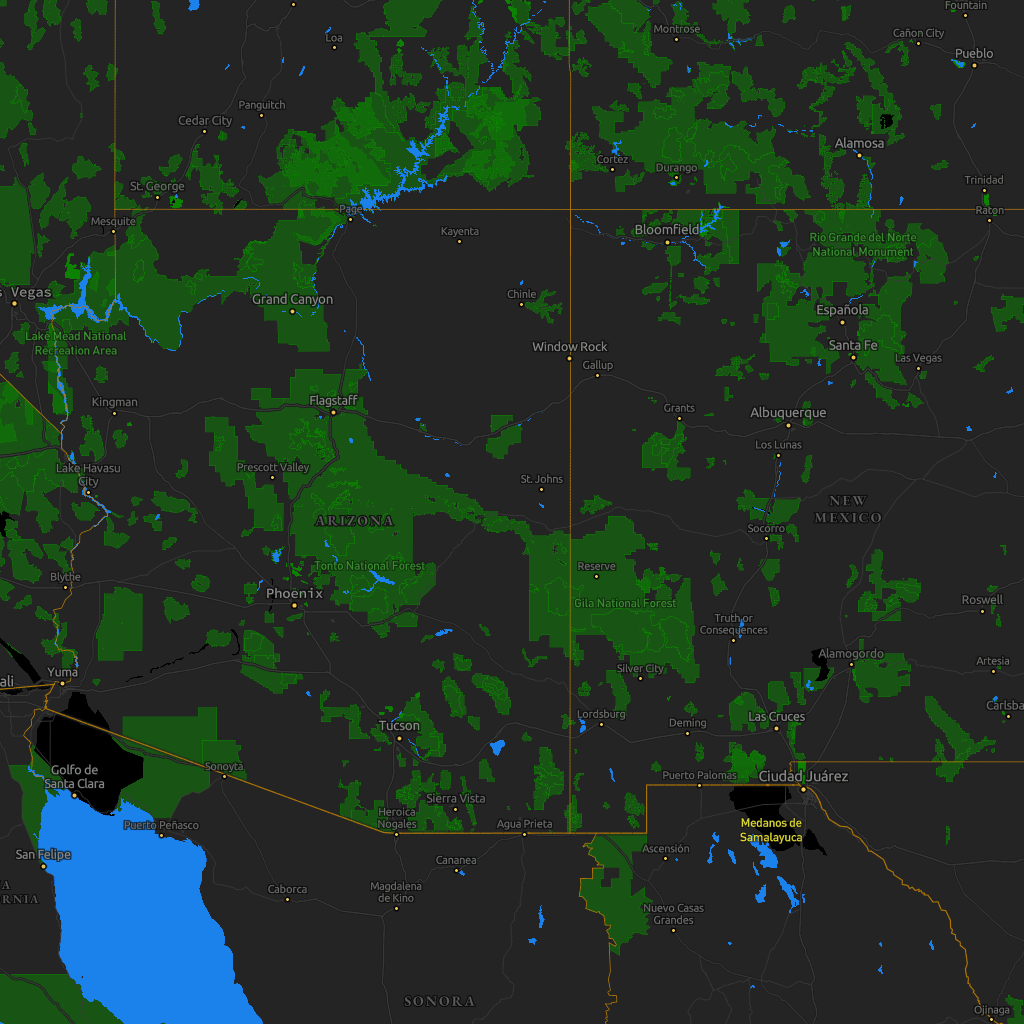 Fountain
Loa
Montrose
Cañon City
Pueblo
Panguitch
Cedar City
Alamosa
Cortez
Durango
St. George
Trinidad
Page
Raton
Mesquite
Kayenta
Bloomfield
Rio Grande del Norte
National Monument
s Vegas
Grand Canyon
Chinle
Española
Lake Mead National
Recreation Area
Window Rock
Santa Fe
Gallup
Las Vegas
Kingman
Flagstaff
Grants
Albuquerque
Los Lunas
Lake Havasu
City
Prescott Valley
St. Johns
NEW
MEXICO
ARIZONA
Socorro
Tonto National Forest
Reserve
Blythe
Phoenix
Gila National Forest
Roswell
Truth or
Consequences
Alamogordo
Artesia
ali
Yuma
Silver City
Carlsba
Tucson
Lordsburg
Deming
Las Cruces
Golfo de
Santa Clara
Sonoyta
Puerto Palomas
Ciudad Juárez
Sierra Vista
Puerto Peñasco
Heroica
Nogales
Agua Prieta
Medanos de
Samalayuca
San Felipe
Cananea
Ascensión
A
RNIA
Caborca
Magdalena
de Kino
Nuevo Casas
Grandes
SONORA
Ojinaga